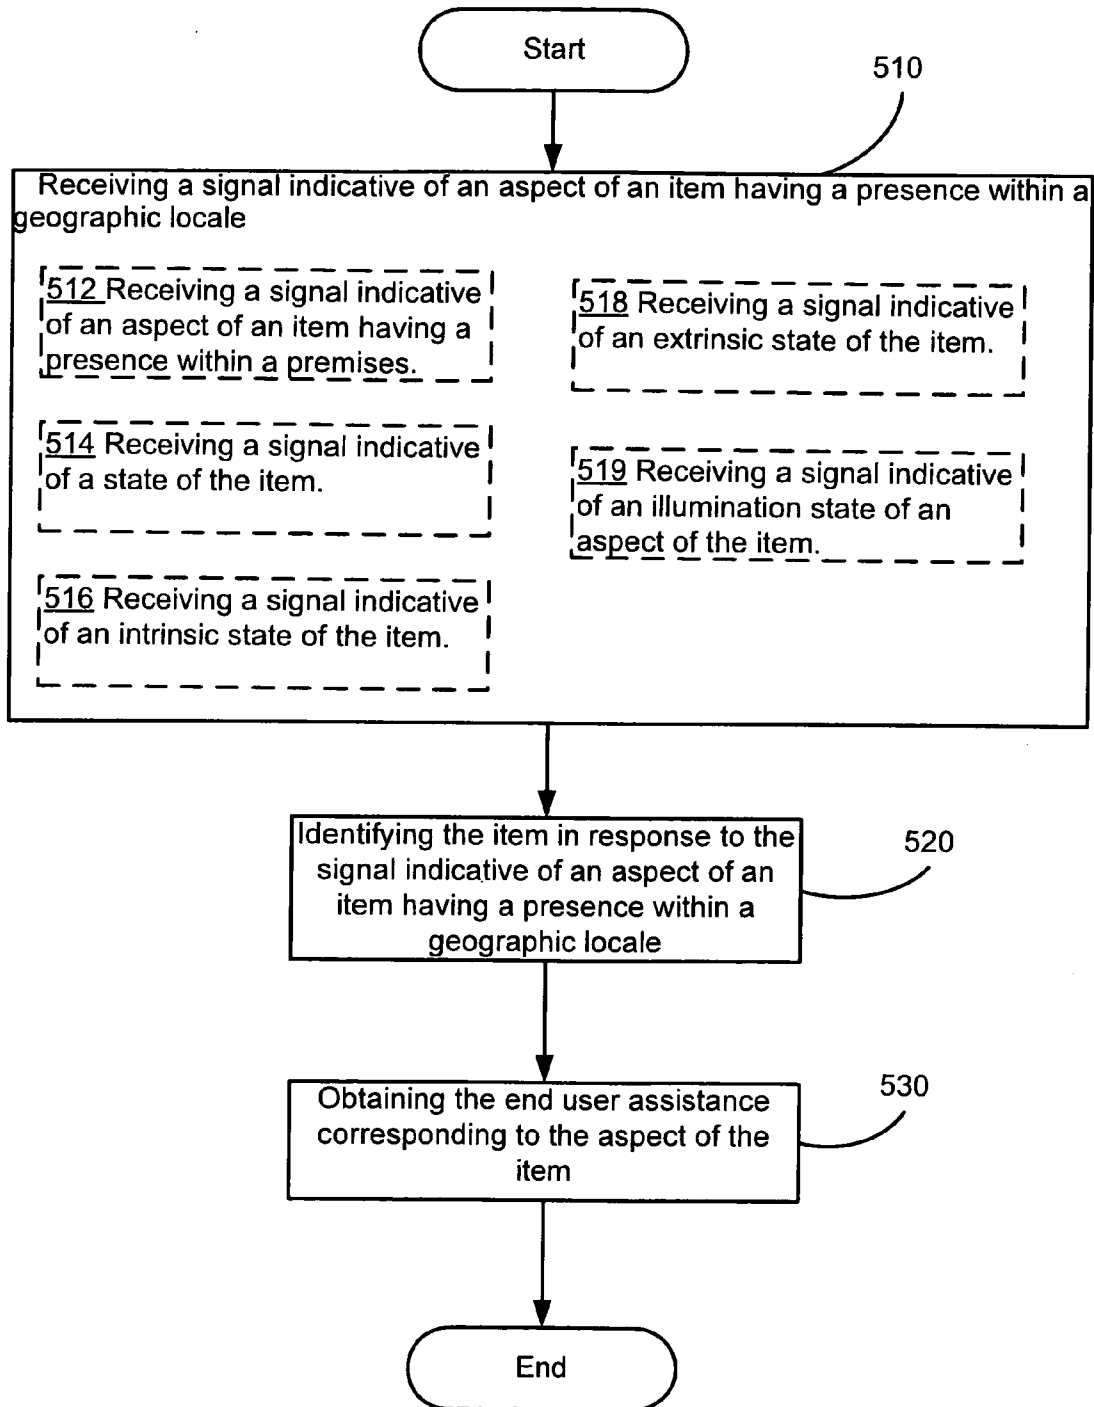 Start
510
Receiving a signal indicative of an aspect of an item having a presence within a
geographic locale
512 Receiving a signal indicative
of an aspect of an item having a
presence within a premises.
514 Receiving a signal indicative
of a state of the item.
516 Receiving a signal indicative
of an intrinsic state of the item.
518 Receiving a signal indicative
of an extrinsic state of the item.
519 Receiving a signal indicative
of an illumination state of an
aspect of the item.
Identifying the item in response to the
signal indicative of an aspect of an
item having a presence within a
geographic locale
520
Obtaining the end user assistance
corresponding to the aspect of the
item
530
End